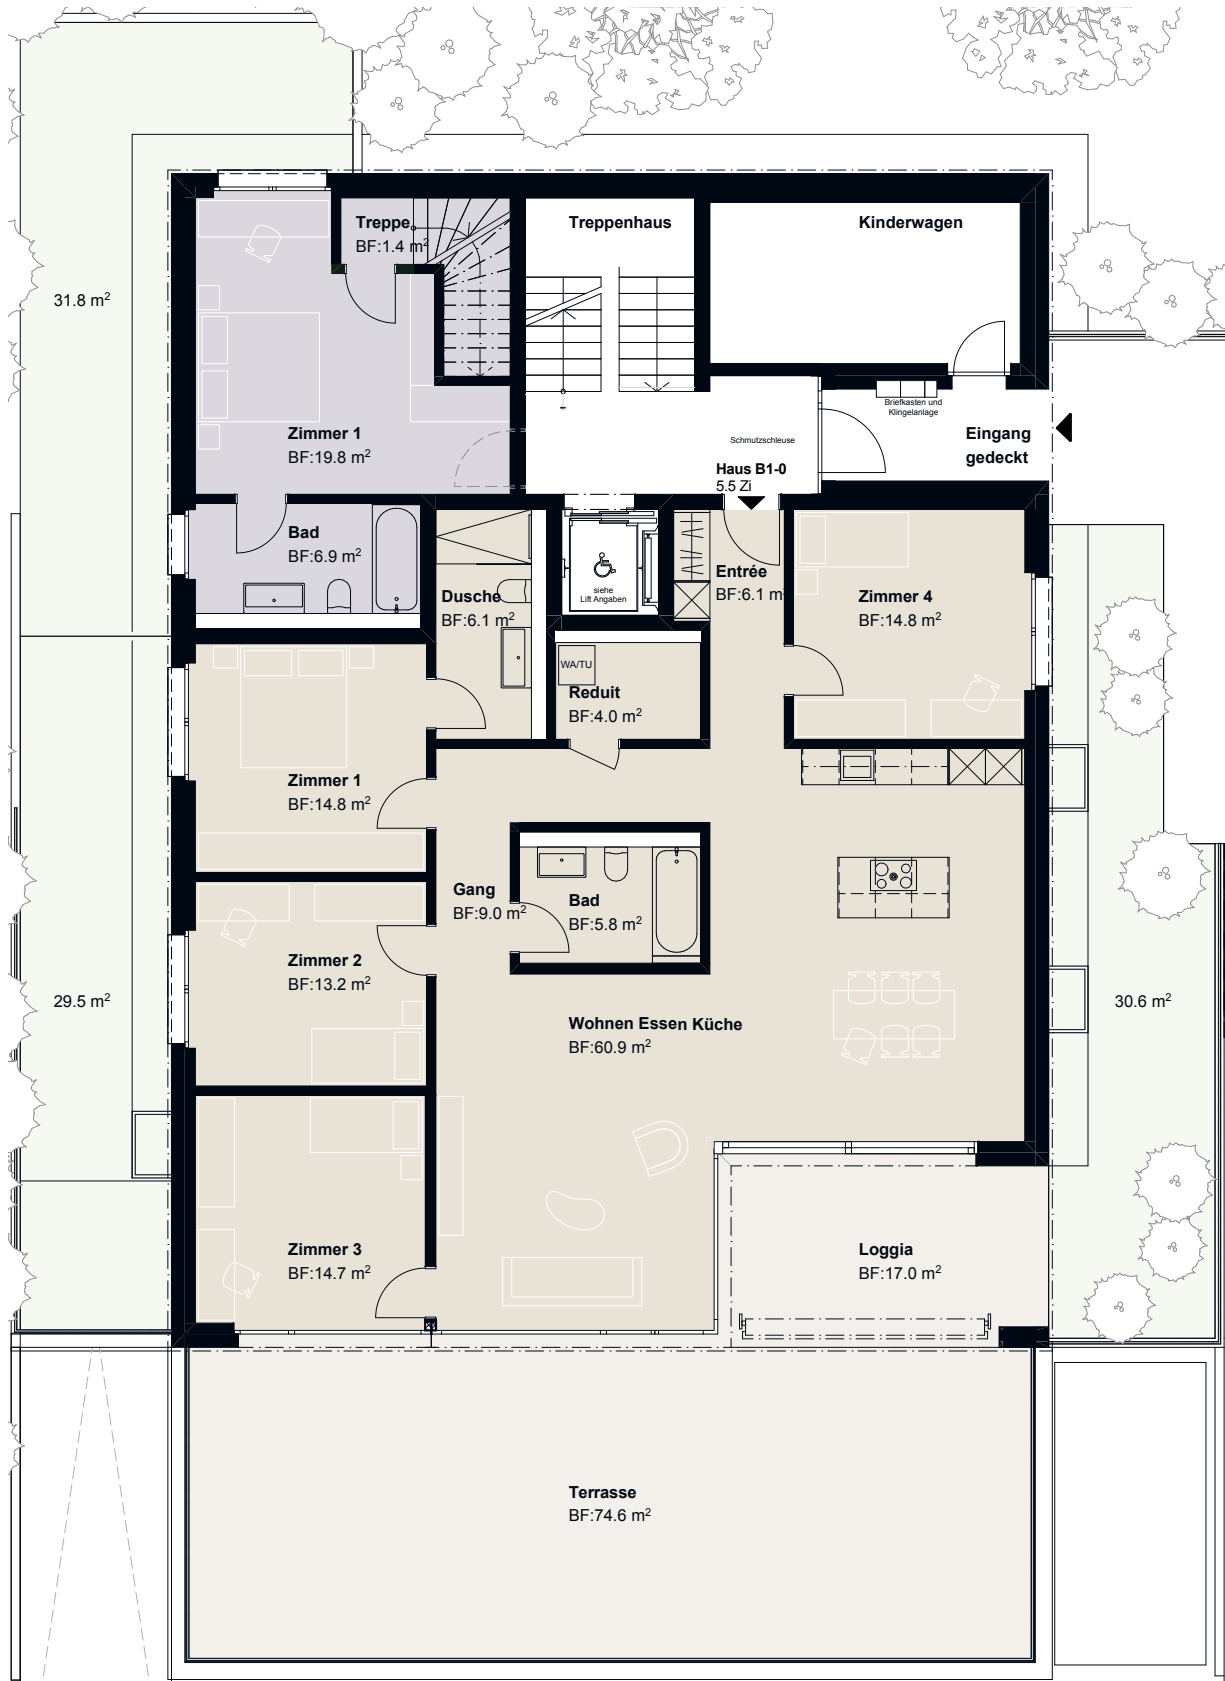 Treppe
BF:1.4 m²
Treppenhaus
Kinderwagen
31.8 m²
Briefkasten und
Klingelanlage
Zimmer 1
BF:19.8 m²
Schmutzschleuse
Eingang
gedeckt
Haus B1-0
5.5 Zi
Bad
BF:6.9 m²
Dusche
BF:6.1 m²
siehe
Lift Angaben
Entrée
BF:6.1 m
Zimmer 4
BF:14.8 m²
WA/TU
Reduit
BF:4.0 m²
Zimmer 1
BF:14.8 m²
Gang
BF:9.0 m²
Bad
BF:5.8 m²
Zimmer 2
BF:13.2 m²
29.5 m²
30.6 m²
Wohnen Essen Küche
BF:60.9 m²
Zimmer 3
BF:14.7 m²
Loggia
BF:17.0 m²
Terrasse
BF:74.6 m²